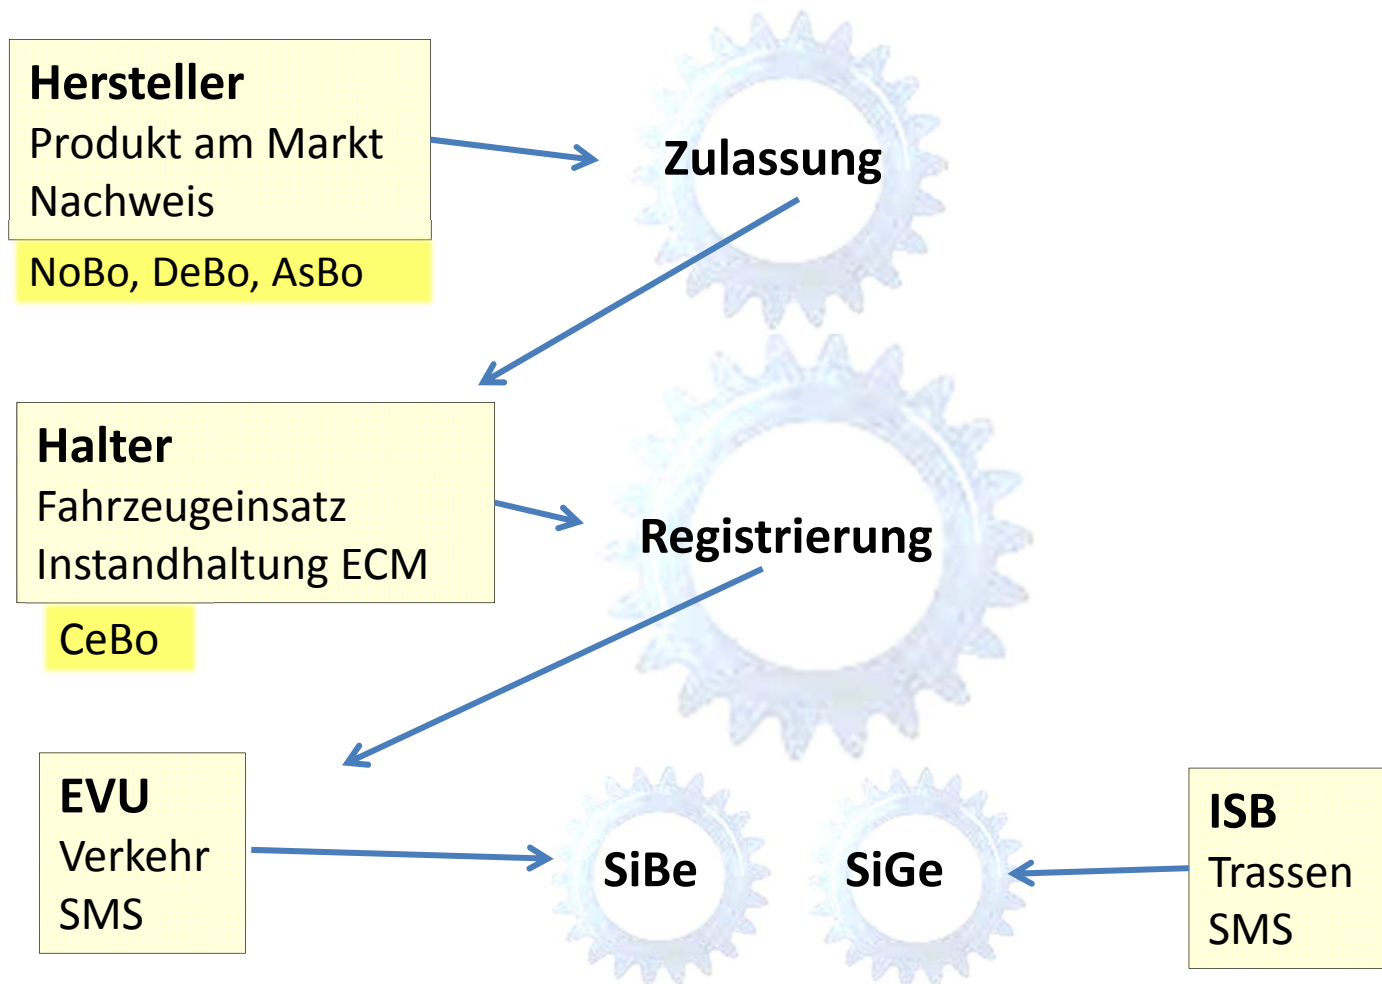 Hersteller
Produkt am Markt
Nachweis
NoBo, DeBo, AsBo
Zulassung
Halter
Fahrzeugeinsatz
Instandhaltung ECM
CeBo
Registrierung
EVU
Verkehr
SMS
SiBe
SiGe
ISB
Trassen
SMS